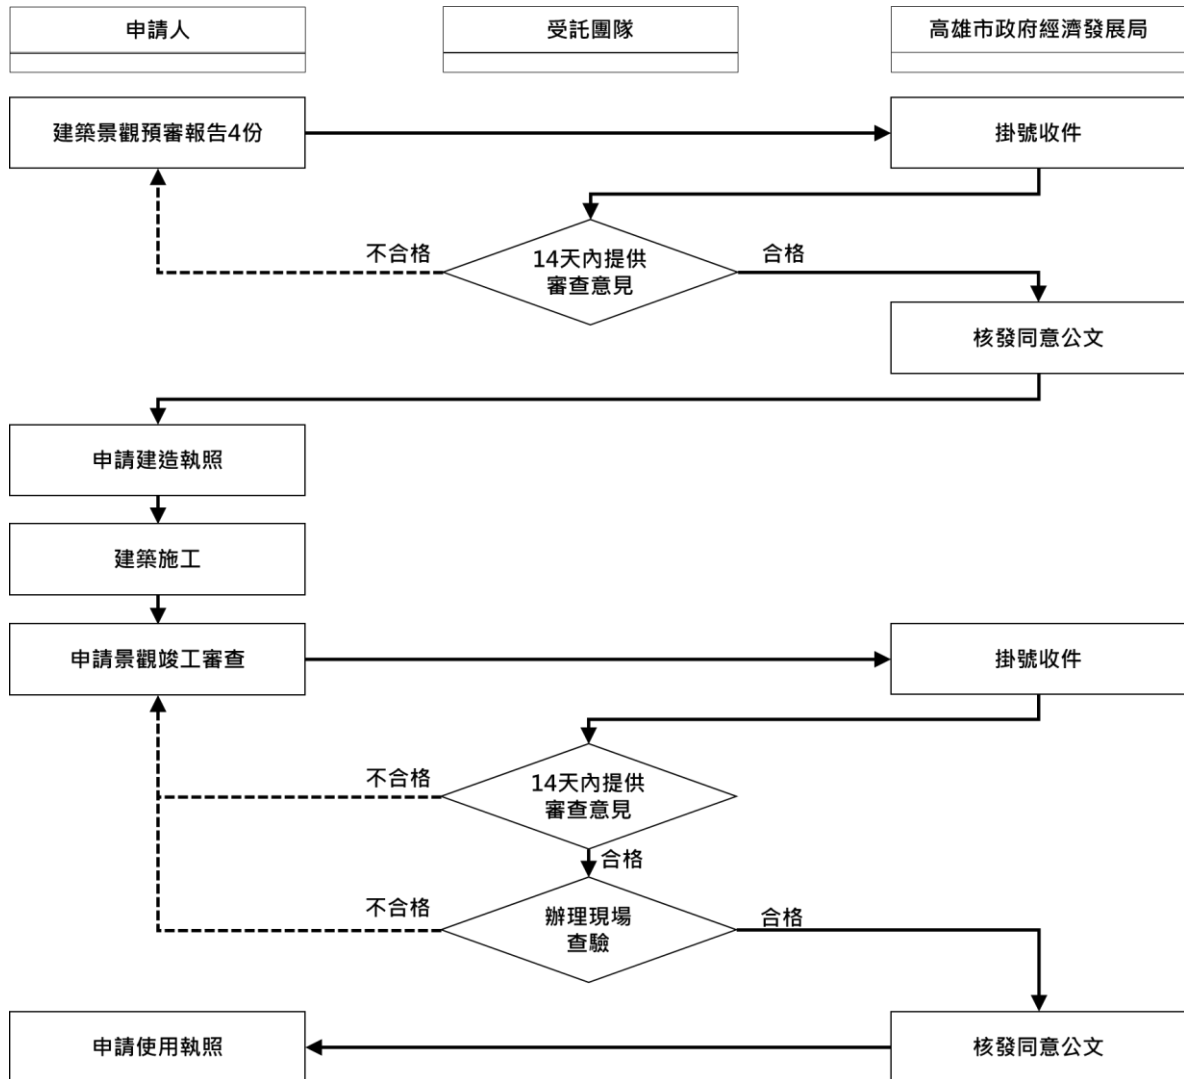 申請人
受託團隊
高雄市政府經濟發展局
建築景觀預審報告4份
掛號收件
不合格
14天內提供
審查意見
合格
核發同意公文
申請建造執照
建築施工
申請景觀竣工審查
掛號收件
不合格
14天內提供
審查意見
合格
不合格
辦理現場
查驗
合格
申請使用執照
核發同意公文